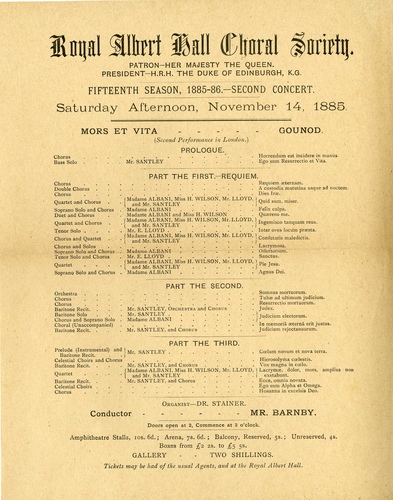 Royal Albert Hall Choral Society.
PATRON—HER MAJESTY THE QUEEN.
PRESIDENT—H.R.H. THE DUKE OF EDINBURGH, K.G.
FIFTEENTH SEASON, 1885-86.—SECOND CONCERT.
Saturday Afternoon, November 14, 1885.
MORS ET VITA - - - - - GOUNOD.
(Second Performance in London.)
PROLOGUE.
Chorus Horrendum est incidere in manus.
Bass Solo Mr. SANTLEY Ego sum Resurrectio et Vita.
PART THE FIRST.—REQUIEM.
Chorus Requiem æternam.
Double Chorus A custodia matutina usque ad noctem.
Chorus Dies Iræ.
Quartet and Chorus { Madame ALBANI, Miss H. WILSON, Mr. LLOYD, and Mr. SANTLEY } Quid sum, miser.
Soprano Solo and Chorus Madame ALBANI Felix culpa.
Duet and Chorus Madame ALBANI and Miss H. WILSON Quærens me.
Quartet and Chorus { Madame ALBANI, Miss H. WILSON, Mr. LLOYD, and Mr. SANTLEY } Ingemisco tanquam reus.
Tenor Solo Mr. E. LLOYD Inter oves locum præsta.
Chorus and Quartet { Madame ALBANI, Miss H. WILSON, Mr. LLOYD, and Mr. SANTLEY } Confutatis maledictis.
Chorus and Solos Lacrymosa.
Soprano Solo and Chorus Madame ALBANI Offertorium.
Tenor Solo and Chorus Mr. E. LLOYD Sanctus.
Quartet { Madame ALBANI, Miss H. WILSON, Mr. LLOYD, and Mr. SANTLEY } Pie Jesu.
Soprano Solo and Chorus Madame ALBANI Agnus Dei.
PART THE SECOND.
Orchestra Somnus mortuorum.
Chorus Tubæ ad ultimum judicium.
Chorus Resurrectio mortuorum.
Baritone Recit. Mr. SANTLEY, ORCHESTRA and CHORUS Judex.
Baritone Solo Mr. SANTLEY
Chorus and Soprano Solo Madame ALBANI Judicium electorum.
Choral (Unaccompanied) In memoriâ æternâ erit justus.
Baritone Recit. Mr. SANTLEY, and CHORUS Judicium rejectorum.
PART THE THIRD.
Prelude (Instrumental) and Baritone Recit. } Mr. SANTLEY Cœlum novum et nova terra.
Celestial Choirs and Chorus Hierosolyma cœlestis.
Baritone Recit. Mr. SANTLEY, and CHORUS Vox magna in cœlo.
Quartet { Madame ALBANI, Miss H. WILSON, Mr. LLOYD, and Mr. SANTLEY } Lacrymæ, dolor, mors, amplius non existabunt.
Baritone Recit. Mr. SANTLEY, and Chorus Ecce, omnia novata.
Celestial Choir and Chorus Ego sum Alpha et Omega.
Chorus Hosanna in excelsis Deo.
ORGANIST—DR. STAINER.
Conductor - - - - - MR. BARNBY.
Doors open at 2, Commence at 3 o'clock.
Amphitheatre Stalls, 10s. 6d.; Arena, 7s. 6d.; Balcony, Reserved, 5s.; Unreserved, 4s.
Boxes from £2 2s. to £5 5s.
GALLERY - - TWO SHILLINGS.
Tickets may be had of the usual Agents, and at the Royal Albert Hall.